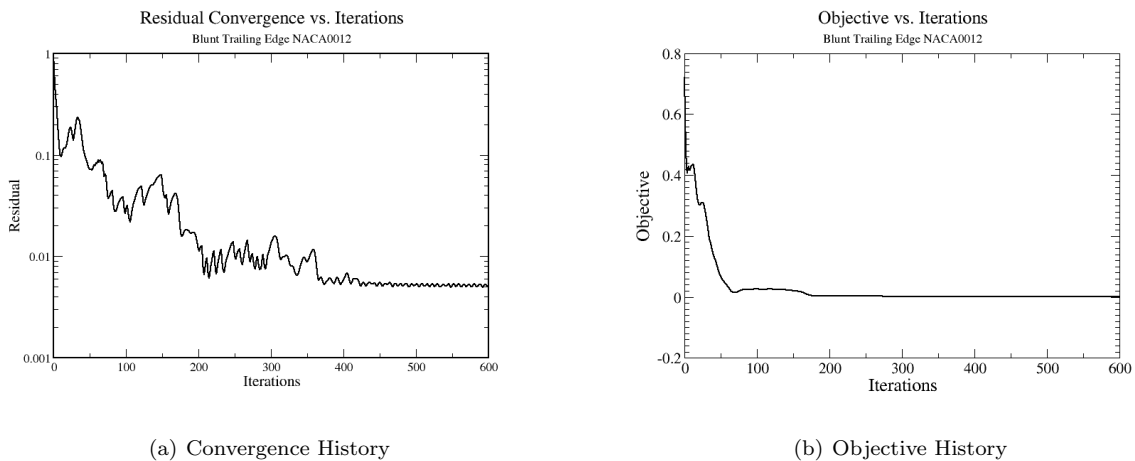 Residual Convergence vs. Iterations
Blunt Trailing Edge NACA0012
1
0.1
0.01
0.001
Residual
0 100 200 300 400 500 600
Iterations
(a) Convergence History
Objective vs. Iterations
Blunt Trailing Edge NACA0012
0.8
0.6
0.4
0.2
0
-0.2
Objective
0 100 200 300 400 500 600
Iterations
(b) Objective History